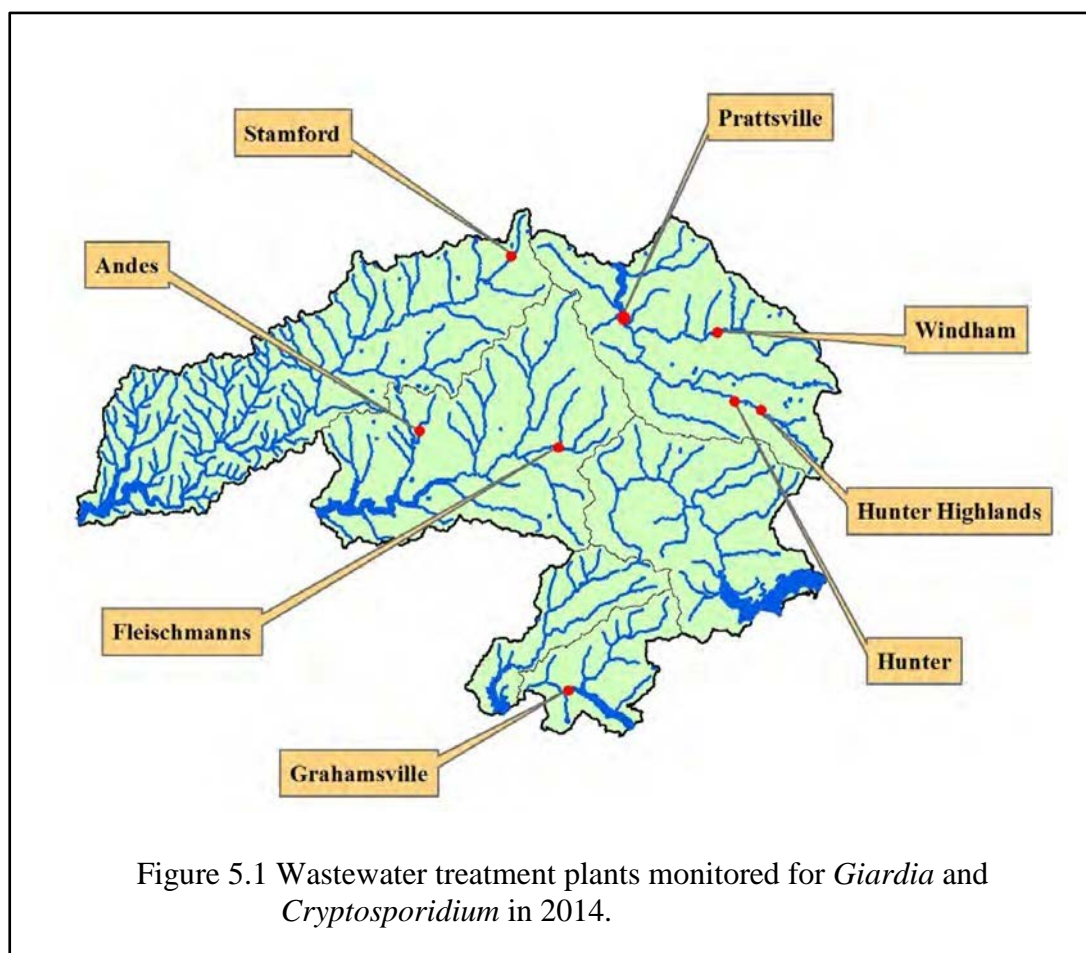 Stamford
Prattsville
Andes
Windham
Hunter Highlands
Fleischmanns
Hunter
Grahamsville
Figure 5.1 Wastewater treatment plants monitored for Giardia and
Cryptosporidium in 2014.